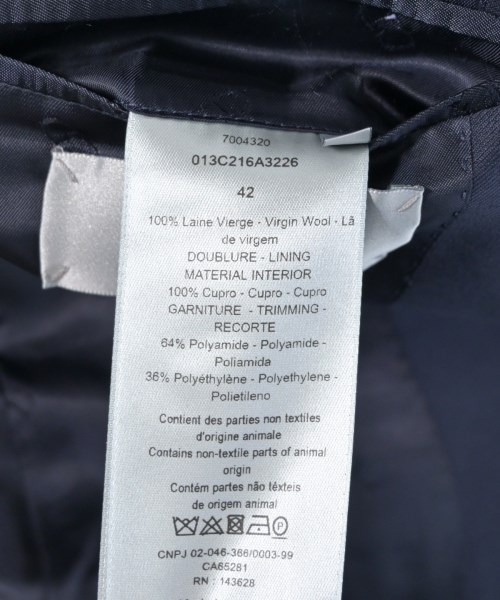 7004320
013C216A3226
42
100% Laine Vierge - Virgin Wool - Lã
de virgem
DOUBLURE - LINING
MATERIAL INTERIOR
100% Cupro - Cupro - Cupro
GARNITURE - TRIMMING -
RECORTE
64% Polyamide - Polyamide -
Poliamida
36% Polyéthylène - Polyethylene -
Polietileno
Contient des parties non textiles
d'origine animale
Contains non-textile parts of animal
origin
Contém partes não têxteis
de origem animal
CNPJ 02-046-366/0003-99
CA65281
RN : 143628